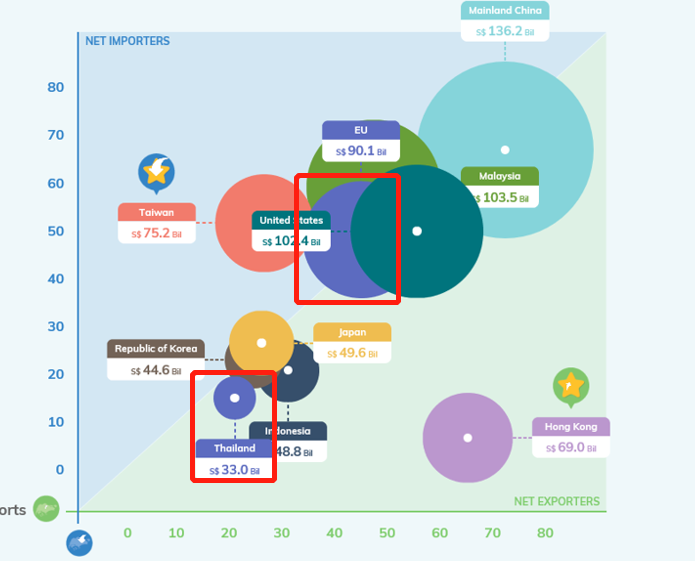 Mainland China
S$ 136.2 Bil
NET IMPORTERS
80
70
60
50
40
30
20
10
0
EU
S$ 90.1 Bil
Malaysia
103.5 Bil
Taiwan
S$ 75.2 Bil
United States
S$ 102.4 Bil
Japan
S$ 49.6 Bil
Republic of Korea
S$ 44.6 Bil
Indonesia
48.8 Bil
Thailand
S$ 33.0 Bil
Hong Kong
S$ 69.0 Bil
NET EXPORTERS
orts
0 10 20 30 40 50 60 70 80